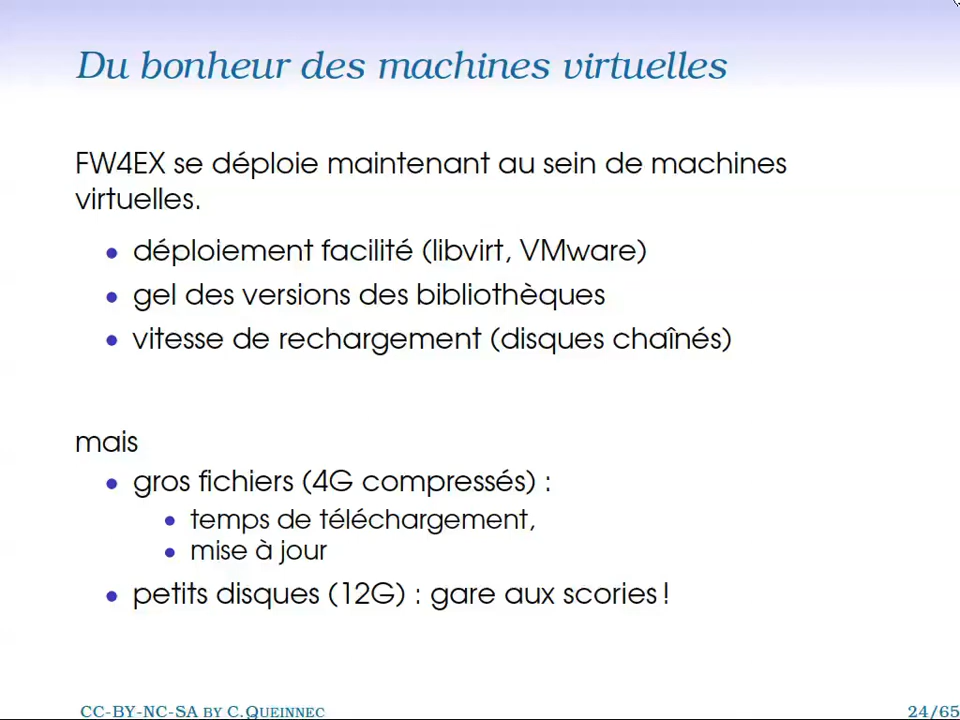 Du bonheur des machines virtuelles
FW4EX se déploie maintenant au sein de machines
virtuelles.
• déploiement facilité (libvirt, VMware)
• gel des versions des bibliothèques
• vitesse de rechargement (disques chaînés)
mais
• gros fichiers (4G compressés) :
• temps de téléchargement,
• mise à jour
• petits disques (12G) : gare aux scories !
CC-BY-NC-SA BY C.QUEINNEC 24/65